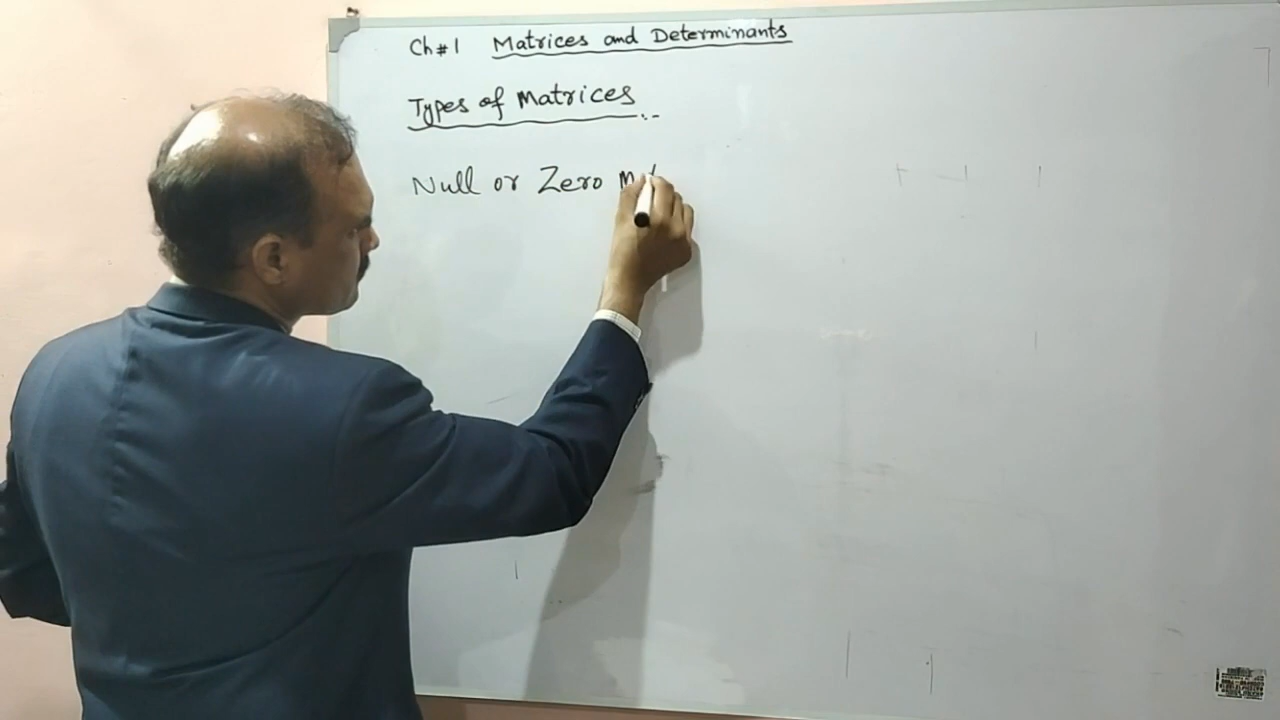 Ch#1 Matrices and Determinants
Types of Matrices
Null or Zero